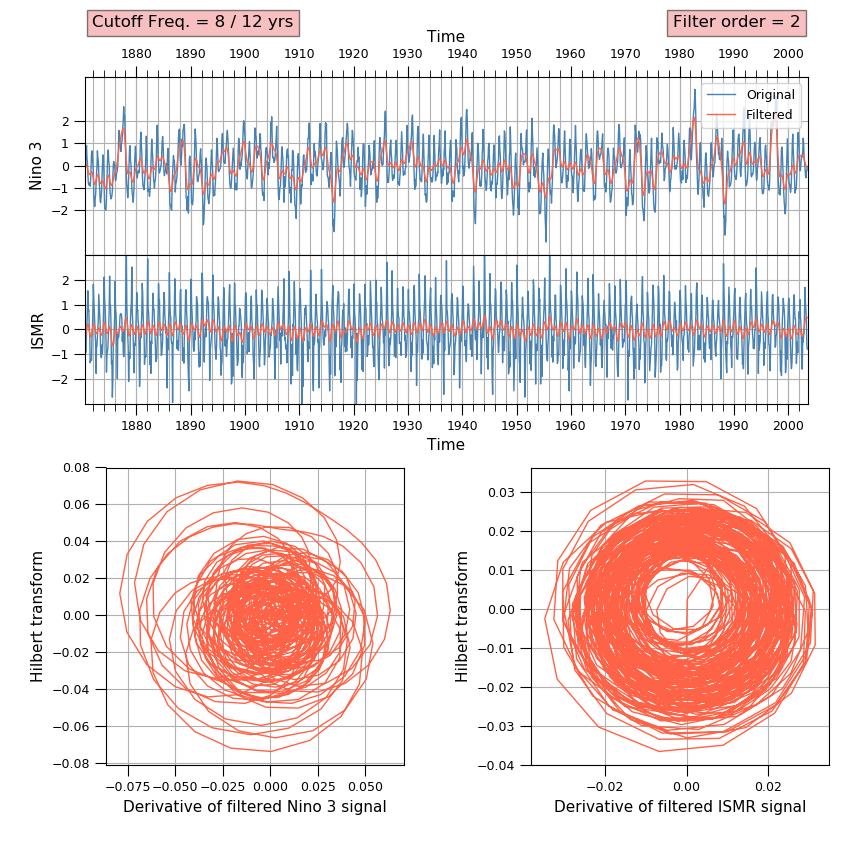 Cutoff Freq. = 8 / 12 yrs
Filter order = 2
Time
1880 1890 1900 1910 1920 1930 1940 1950 1960 1970 1980 1990 2000
Original
Filtered
Nino 3
2
1
0
−1
−2
ISMR
2
1
0
−1
−2
1880 1890 1900 1910 1920 1930 1940 1950 1960 1970 1980 1990 2000
Time
Hilbert transform
0.08
0.06
0.04
0.02
0.00
−0.02
−0.04
−0.06
−0.08
−0.075 −0.050 −0.025 0.000 0.025 0.050
Derivative of filtered Nino 3 signal
Hilbert transform
0.03
0.02
0.01
0.00
−0.01
−0.02
−0.03
−0.04
−0.02 0.00 0.02
Derivative of filtered ISMR signal